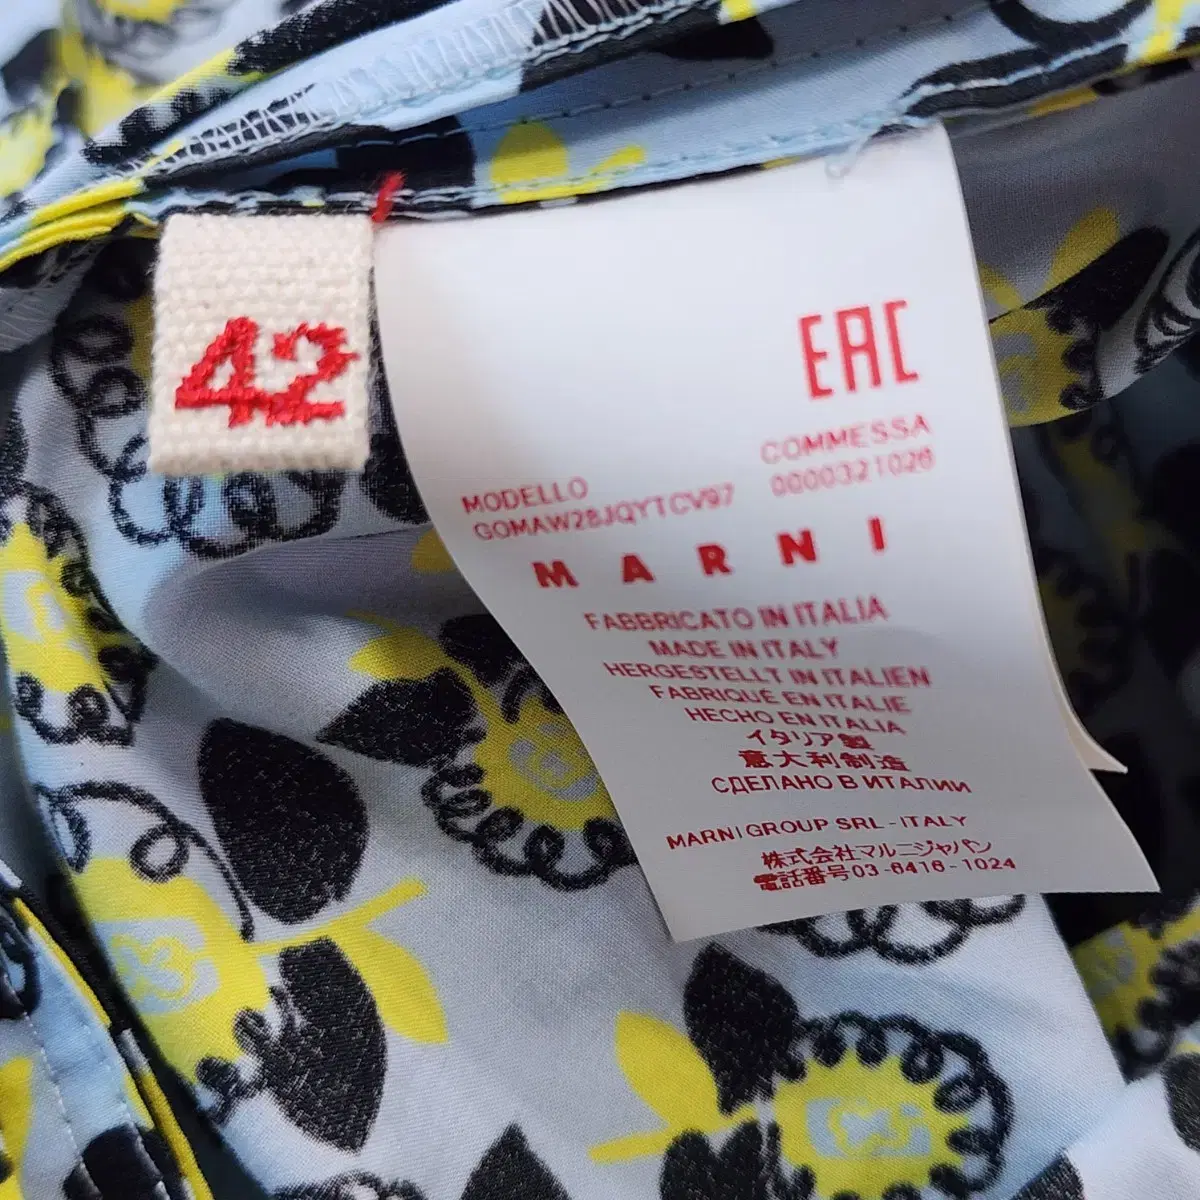 42
EAC
COMMESSA
0000321026
MODELLO
GOMAW28JQYTCV97
MARNI
FABBRICATO IN ITALIA
MADE IN ITALY
HERGESTELLT IN ITALIEN
FABRIQUÉ EN ITALIE
HECHO EN ITALIA
イタリア製
意大利制造
СДЕЛАНО В ИТАЛИИ
MARNI GROUP SRL - ITALY
株式会社マルニジャパン
電話番号03-6416-1024